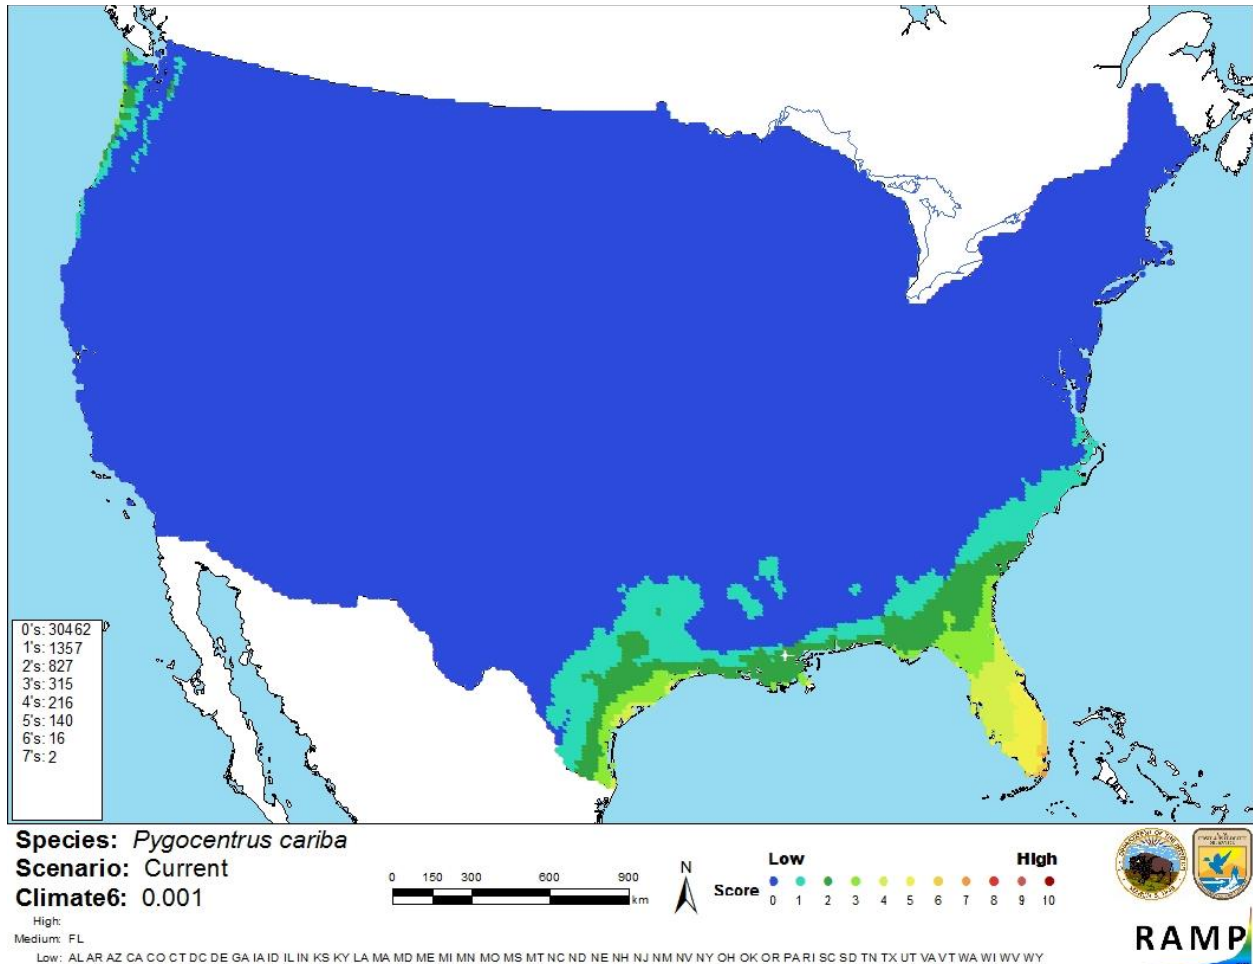 0's: 30462
1's: 1357
2's: 827
3's: 315
4's: 216
5's: 140
6's: 16
7's: 2
Species: Pygocentrus cariba
Scenario: Current
Climate6: 0.001
High:
Medium: FL
Low: AL AR AZ CA CO CT DC DE GA IA ID IL IN KS KY LA MA MD ME MI MN MO MS MT NC ND NE NH NJ NM NV NY OH OK OR PA RI SC SD TN TX UT VA VT WA WI WV WY
0 150 300 600 900
km
N
Low High
Score
0 1 2 3 4 5 6 7 8 9 10
RAMP